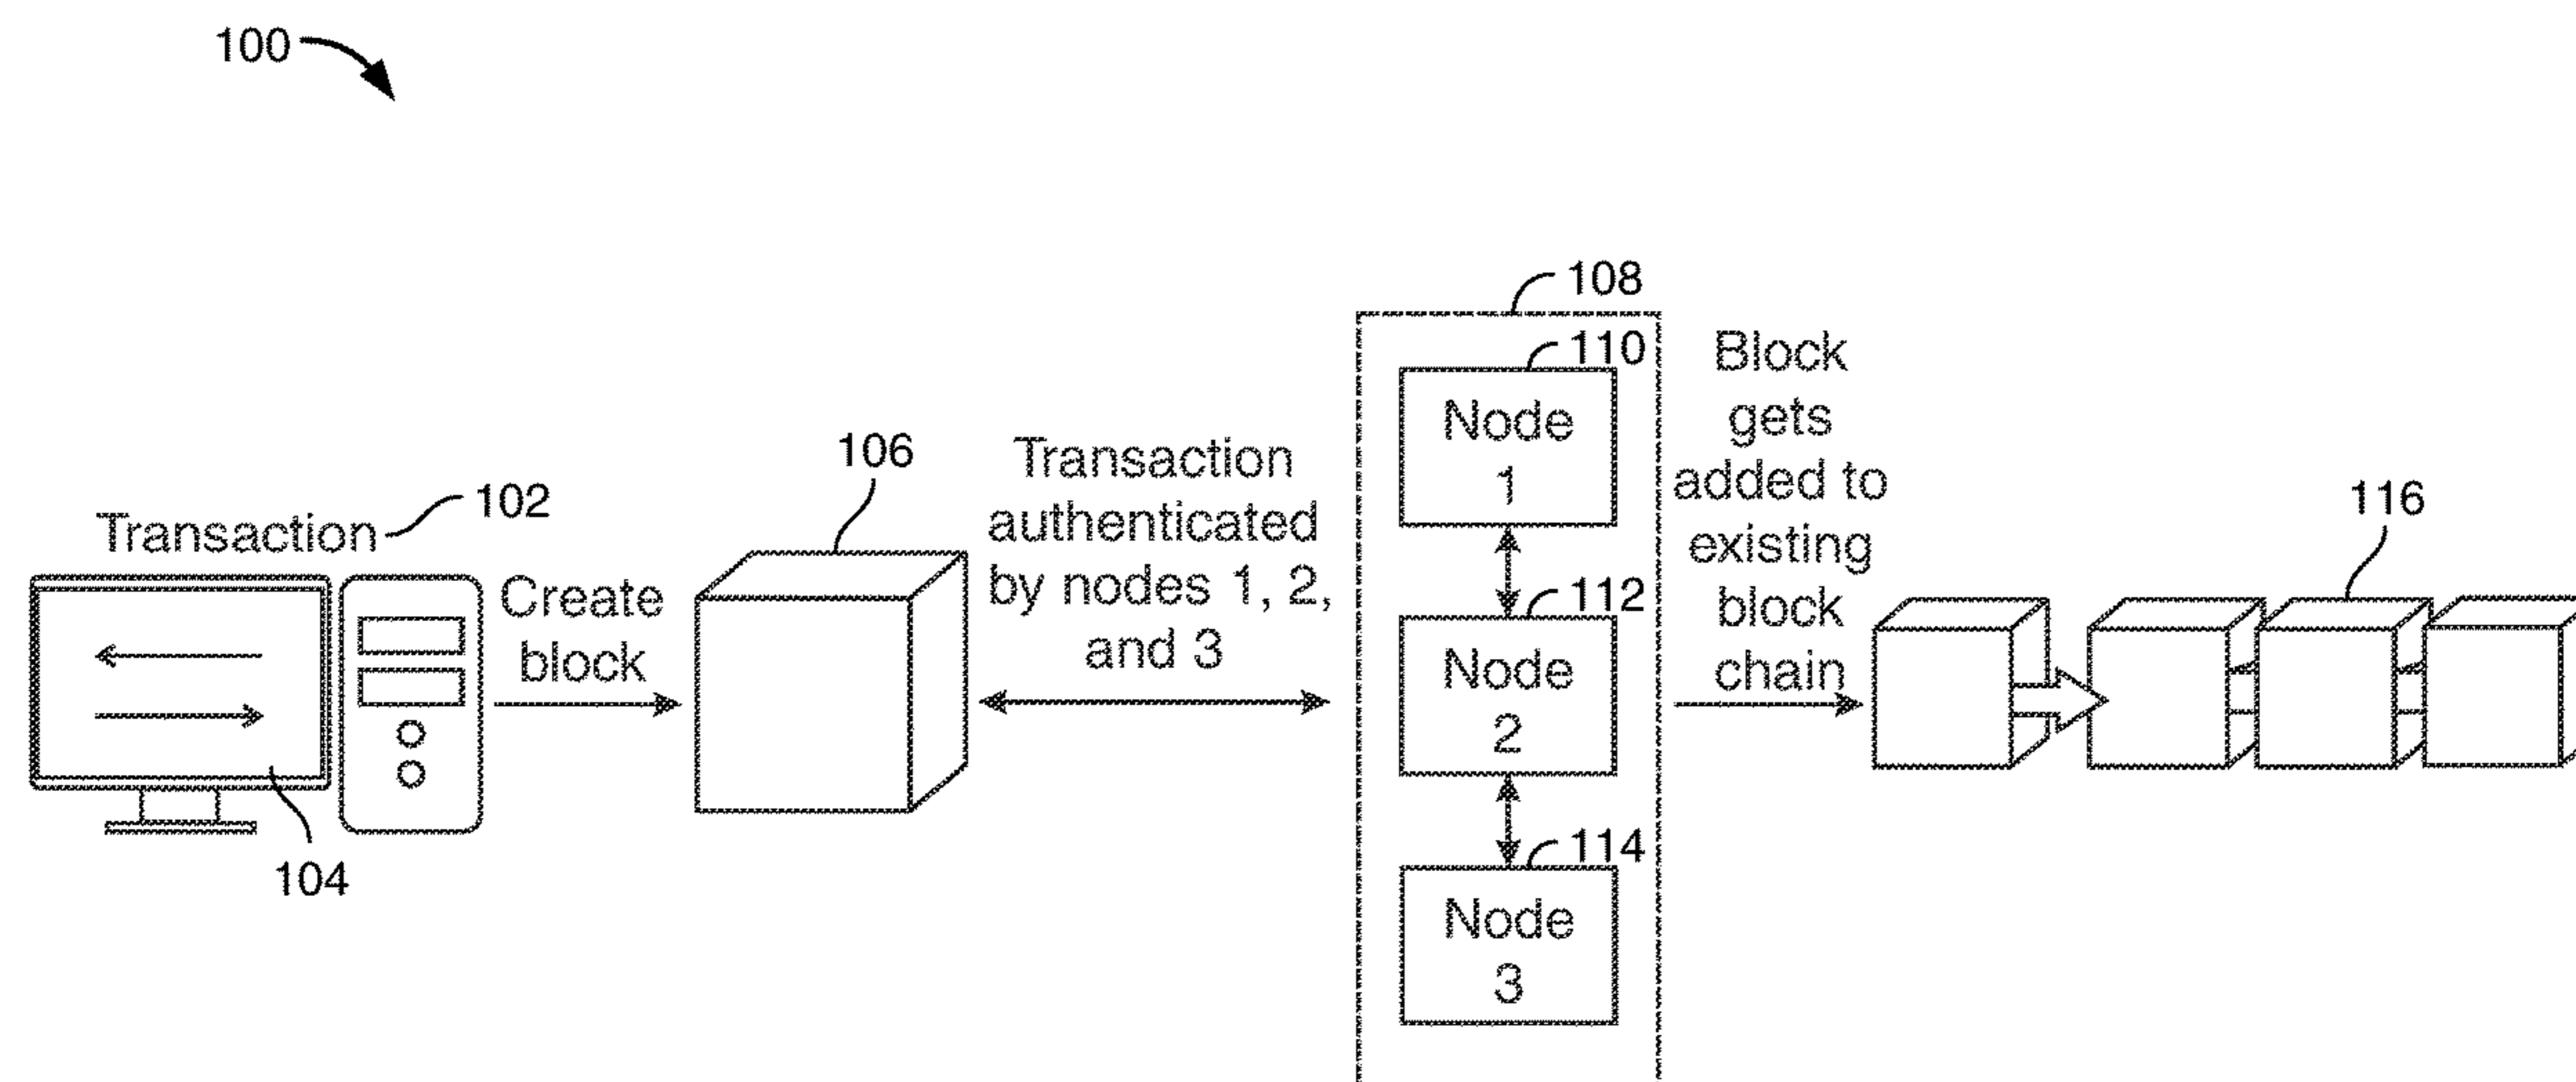 100
108
110
Node
1
Block
gets
added to
existing
block
chain
106
Transaction
authenticated
by nodes 1, 2,
and 3
Transaction
102
Create
block
112
Node
2
116
104
114
Node
3